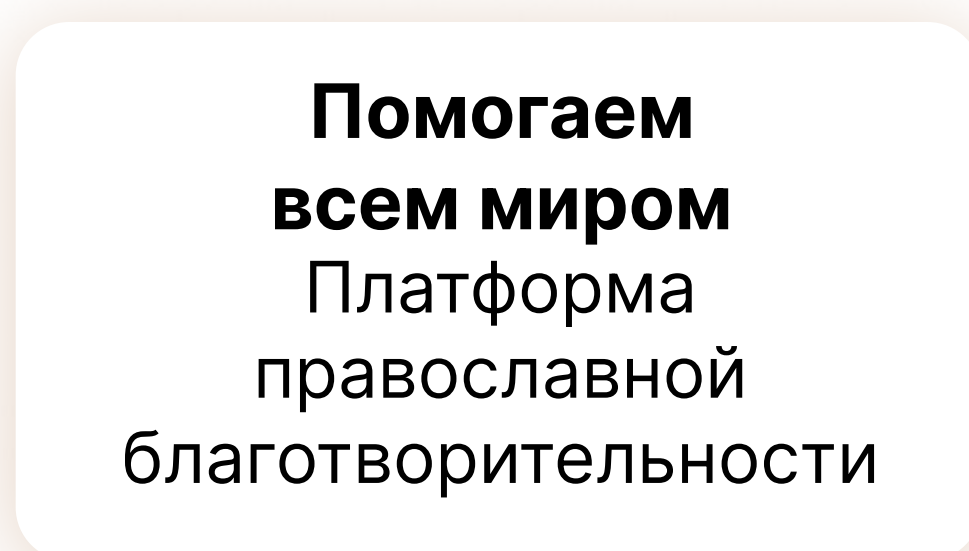 Помогаем
всем миром
Платформа
православной
благотворительности